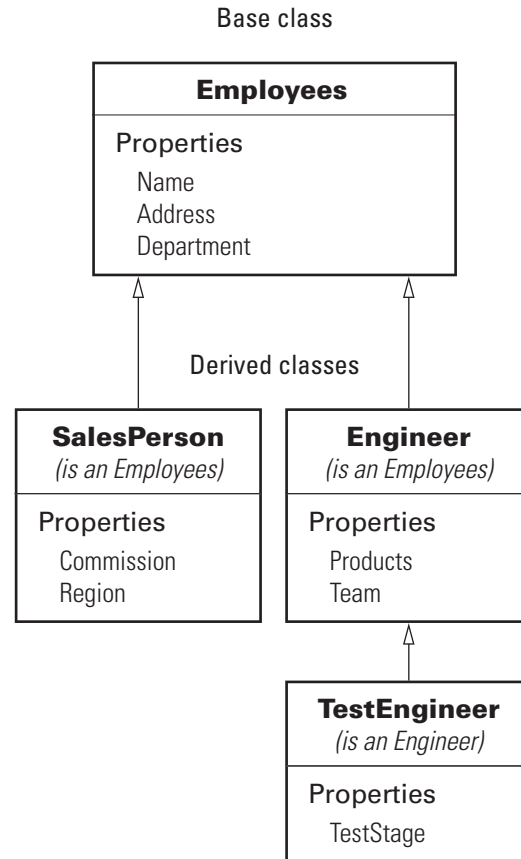 Base class
Employees
Properties
Name
Address
Department
Derived classes
SalesPerson
(is an Employees)
Properties
Commission
Region
Engineer
(is an Employees)
Properties
Products
Team
TestEngineer
(is an Engineer)
Properties
TestStage